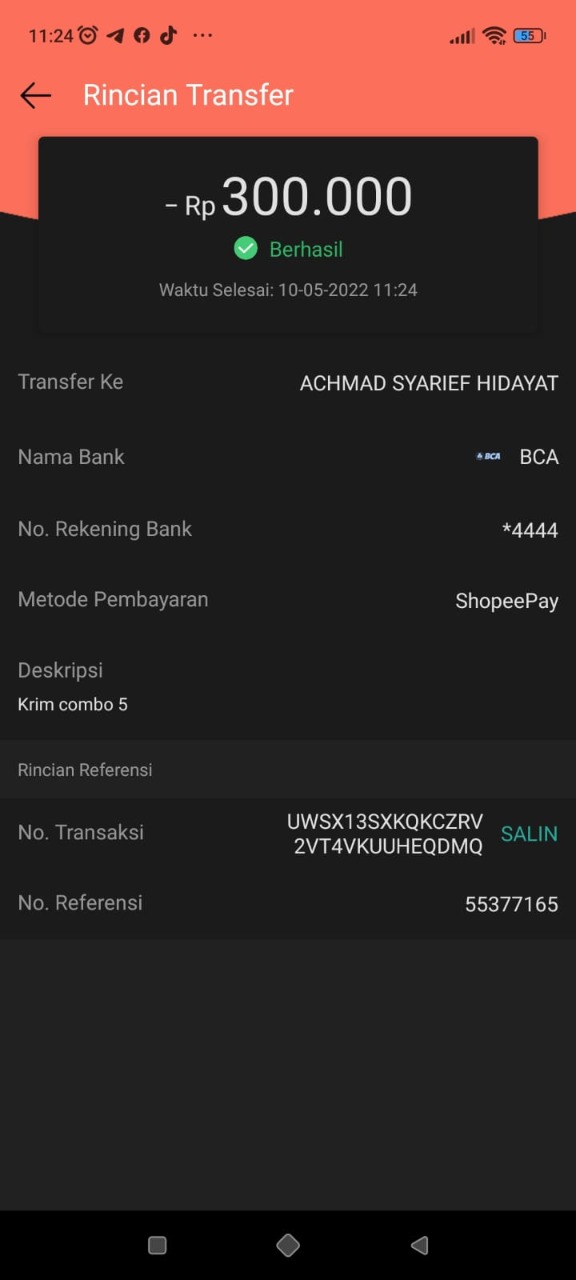 11:24
55
Rincian Transfer
− Rp 300.000
Berhasil
Waktu Selesai: 10-05-2022 11:24
Transfer Ke ACHMAD SYARIEF HIDAYAT
Nama Bank BCA BCA
No. Rekening Bank *4444
Metode Pembayaran ShopeePay
Deskripsi
Krim combo 5
Rincian Referensi
No. Transaksi UWSX13SXKQKCZRV
2VT4VKUUHEQDMQ SALIN
No. Referensi 55377165